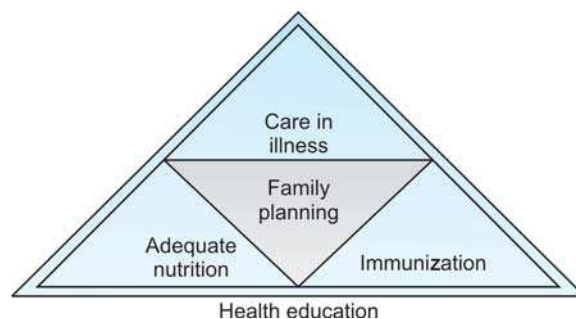 Care in
illness
Family
planning
Adequate
nutrition
Immunization
Health education